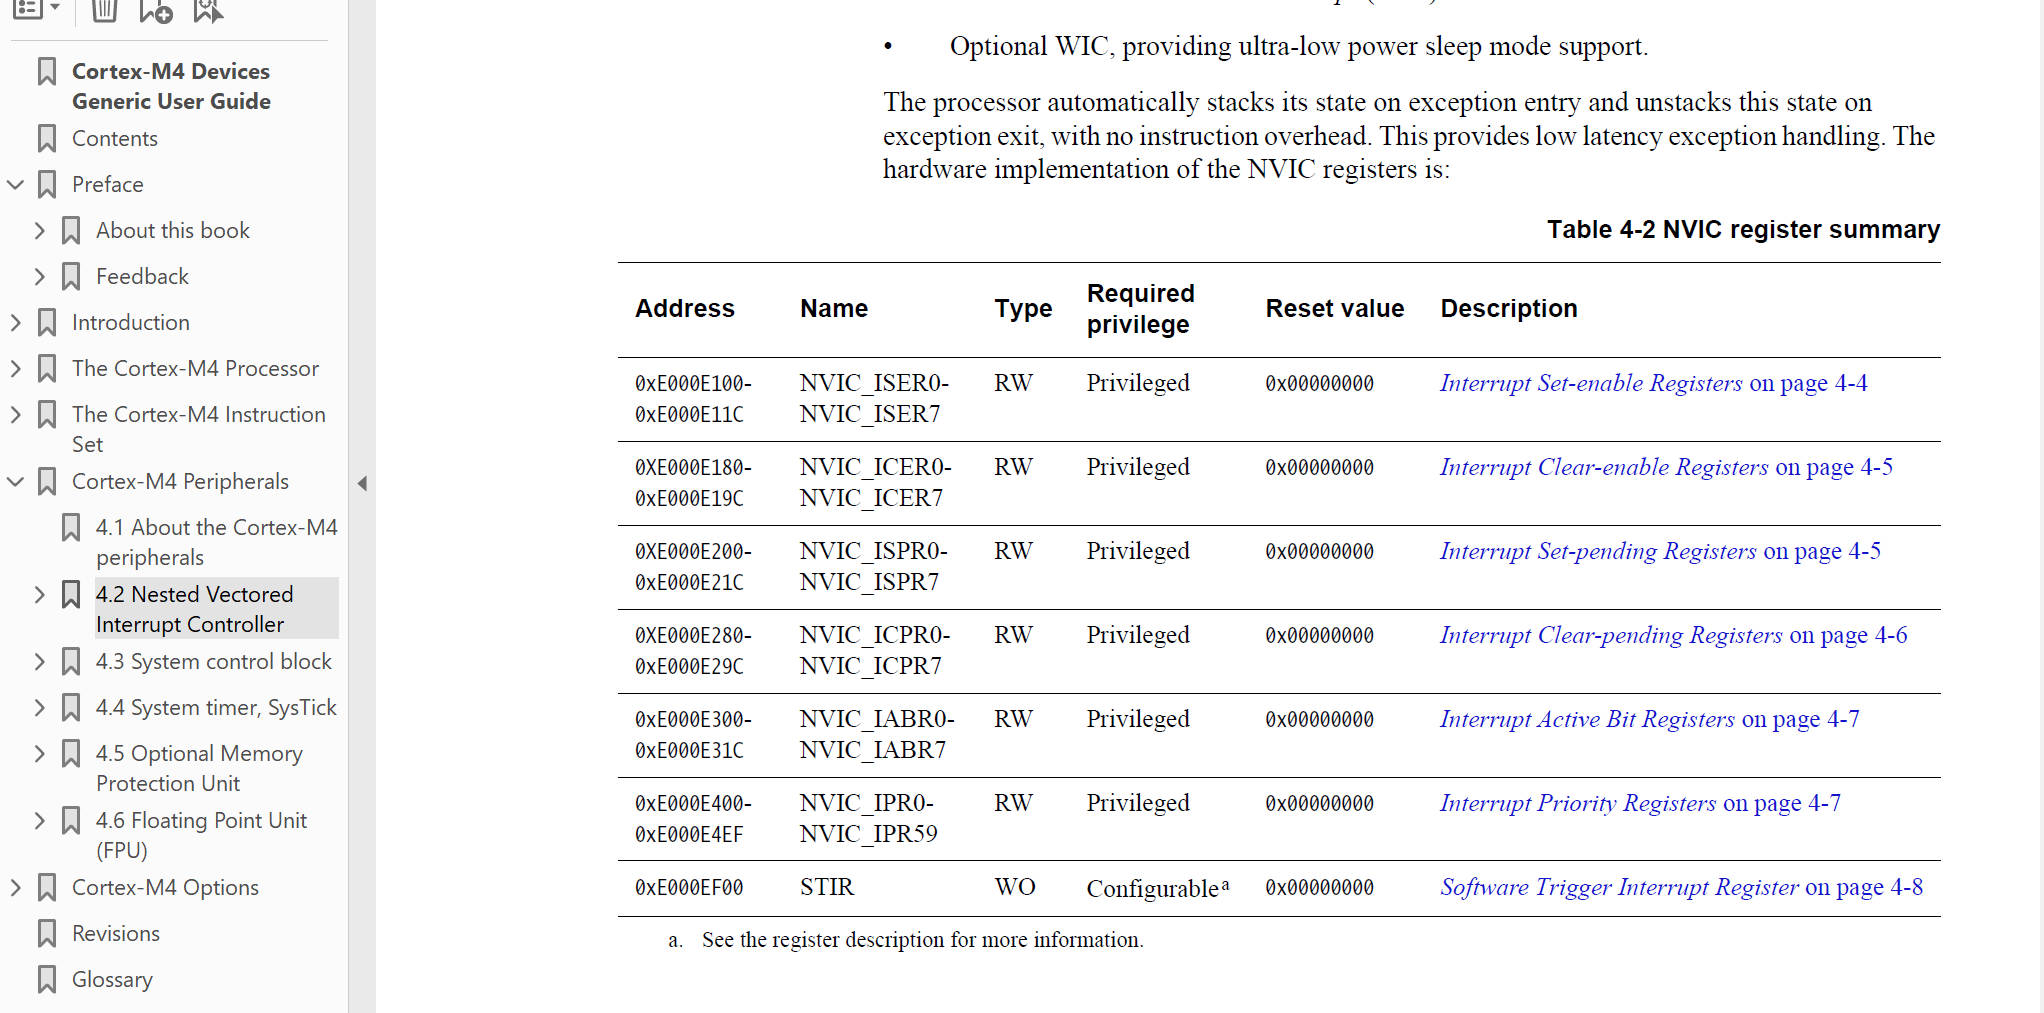 Cortex-M4 Devices
Generic User Guide
Contents
Preface
About this book
Feedback
Introduction
The Cortex-M4 Processor
The Cortex-M4 Instruction
Set
Cortex-M4 Peripherals
4.1 About the Cortex-M4
peripherals
4.2 Nested Vectored
Interrupt Controller
4.3 System control block
4.4 System timer, SysTick
4.5 Optional Memory
Protection Unit
4.6 Floating Point Unit
(FPU)
Cortex-M4 Options
Revisions
Glossary
• Optional WIC, providing ultra-low power sleep mode support.
The processor automatically stacks its state on exception entry and unstacks this state on
exception exit, with no instruction overhead. This provides low latency exception handling. The
hardware implementation of the NVIC registers is:
Table 4-2 NVIC register summary
Address Name Type Required privilege Reset value Description
0xE000E100- NVIC_ISER0- RW Privileged 0x00000000 Interrupt Set-enable Registers on page 4-4
0xE000E11C NVIC_ISER7
0XE000E180- NVIC_ICER0- RW Privileged 0x00000000 Interrupt Clear-enable Registers on page 4-5
0xE000E19C NVIC_ICER7
0XE000E200- NVIC_ISPR0- RW Privileged 0x00000000 Interrupt Set-pending Registers on page 4-5
0xE000E21C NVIC_ISPR7
0XE000E280- NVIC_ICPR0- RW Privileged 0x00000000 Interrupt Clear-pending Registers on page 4-6
0xE000E29C NVIC_ICPR7
0xE000E300- NVIC_IABR0- RW Privileged 0x00000000 Interrupt Active Bit Registers on page 4-7
0xE000E31C NVIC_IABR7
0xE000E400- NVIC_IPR0- RW Privileged 0x00000000 Interrupt Priority Registers on page 4-7
0xE000E4EF NVIC_IPR59
0xE000EF00 STIR WO Configurable a 0x00000000 Software Trigger Interrupt Register on page 4-8
a. See the register description for more information.